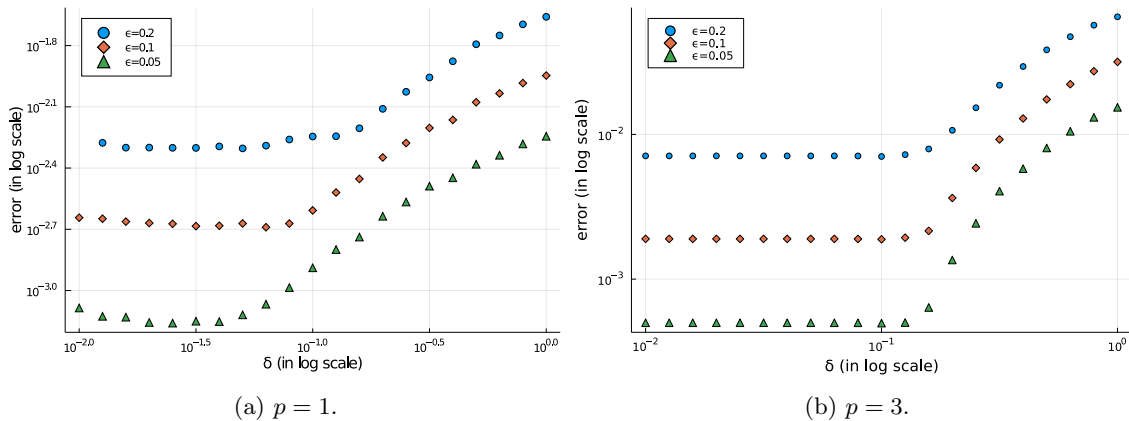 10^-1.8
10^-2.1
10^-2.4
10^-2.7
10^-3.0
error (in log scale)
ϵ=0.2
ϵ=0.1
ϵ=0.05
10^-2.0 10^-1.5 10^-1.0 10^-0.5 10^0.0
δ (in log scale)
(a) p = 1.
10^-2
10^-3
error (in log scale)
ϵ=0.2
ϵ=0.1
ϵ=0.05
10^-2 10^-1 10^0
δ (in log scale)
(b) p = 3.